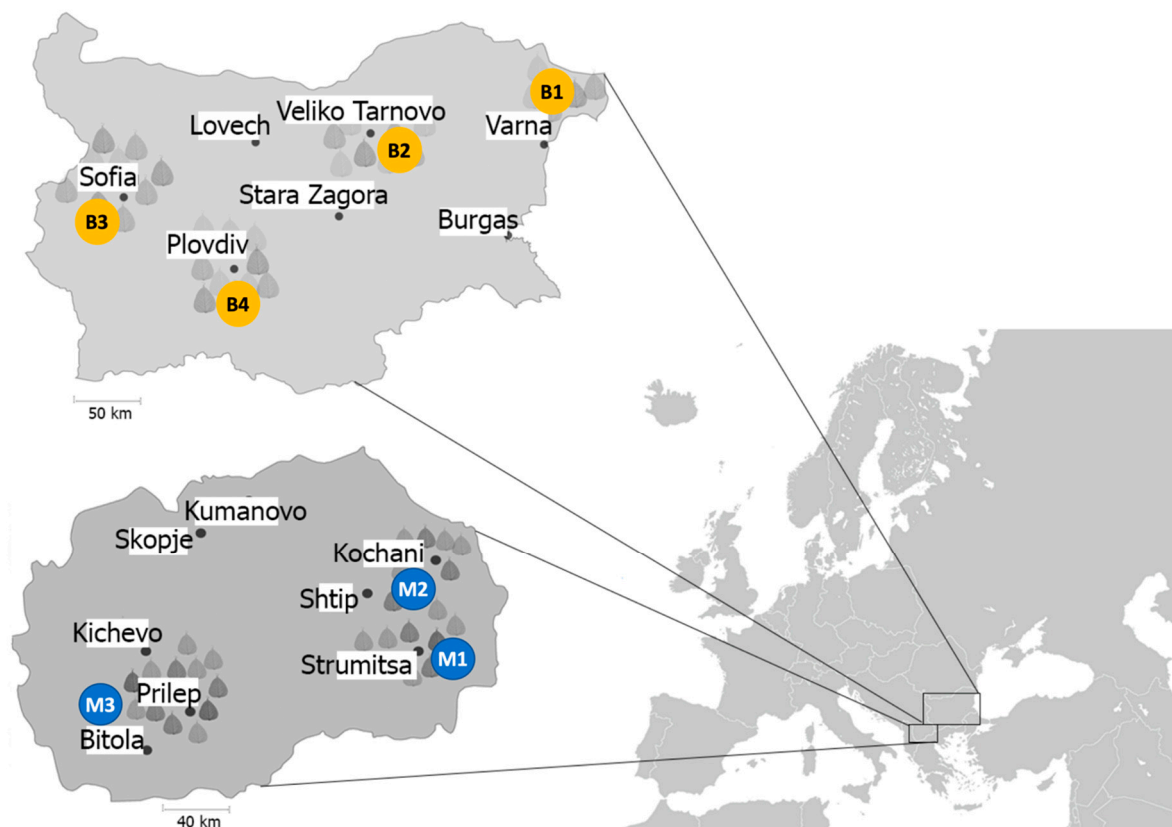 B1
Veliko Tarnovo
Lovech
Varna
B2
Sofia
Stara Zagora
B3
Burgas
Plovdiv
B4
50 km
Kumanovo
Skopje
Kochani
M2
Shtip
Kichevo
M1
Strumitsa
Prilep
M3
Bitola
40 km